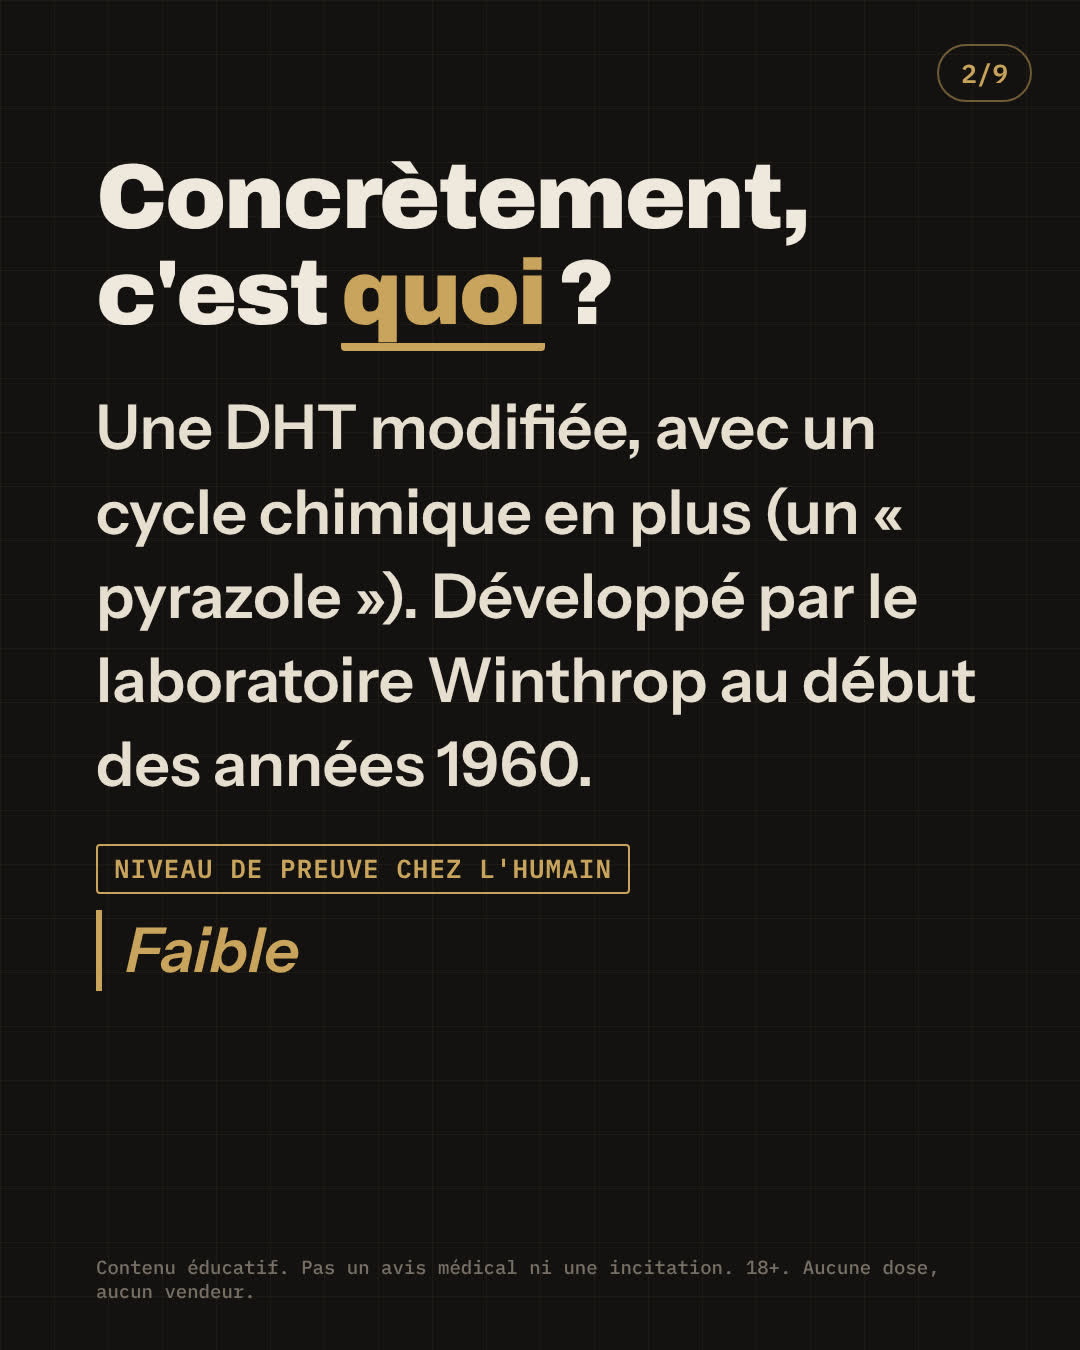 2/9
Concrètement,
c'est quoi ?
Une DHT modifiée, avec un
cycle chimique en plus (un «
pyrazole »). Développé par le
laboratoire Winthrop au début
des années 1960.
NIVEAU DE PREUVE CHEZ L'HUMAIN
Faible
Contenu éducatif. Pas un avis médical ni une incitation. 18+. Aucune dose,
aucun vendeur.